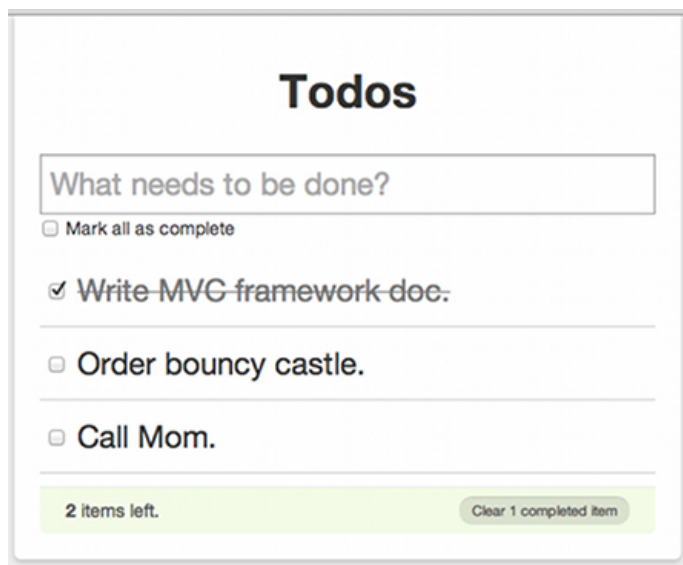 Todos
What needs to be done?
Mark all as complete
Write MVC framework doc.
Order bouncy castle.
Call Mom.
2 items left.
Clear 1 completed item